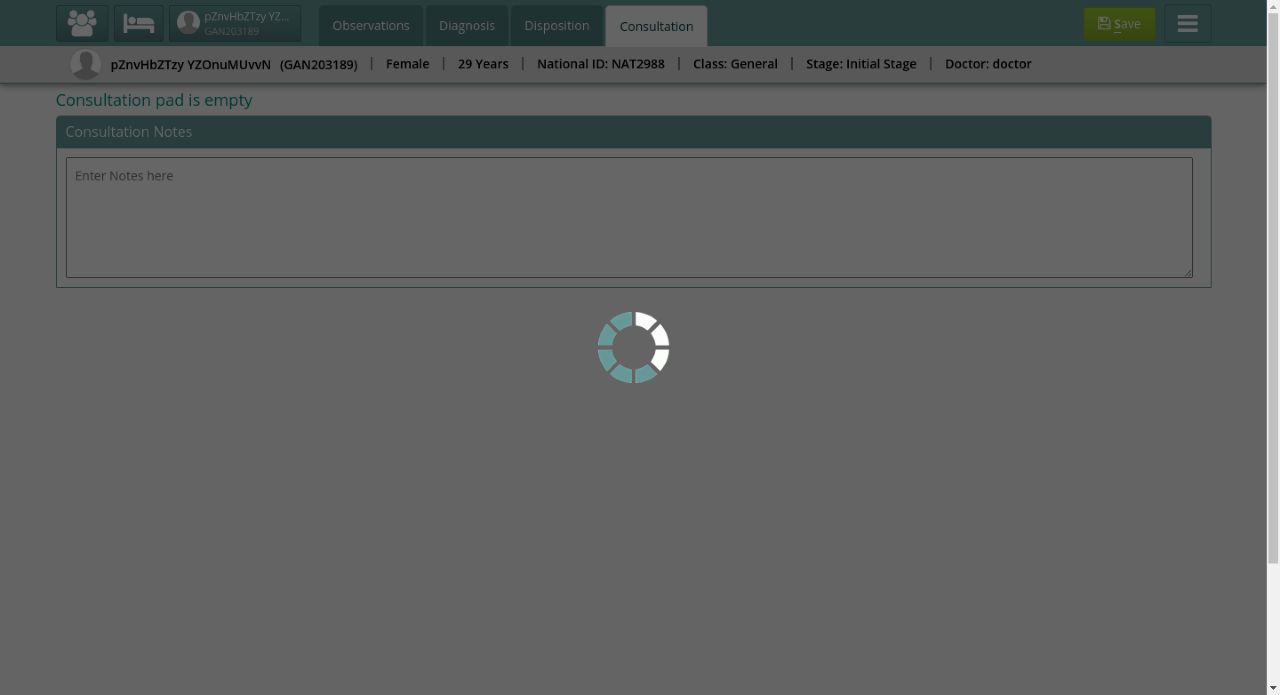 pZnvHbZTzy YZ...
GAN203189
Observations
Diagnosis
Disposition
Consultation
Save
pZnvHbZTzy YZOnuMUvvN (GAN203189) | Female | 29 Years | National ID: NAT2988 | Class: General | Stage: Initial Stage | Doctor: doctor
Consultation pad is empty
Consultation Notes
Enter Notes here